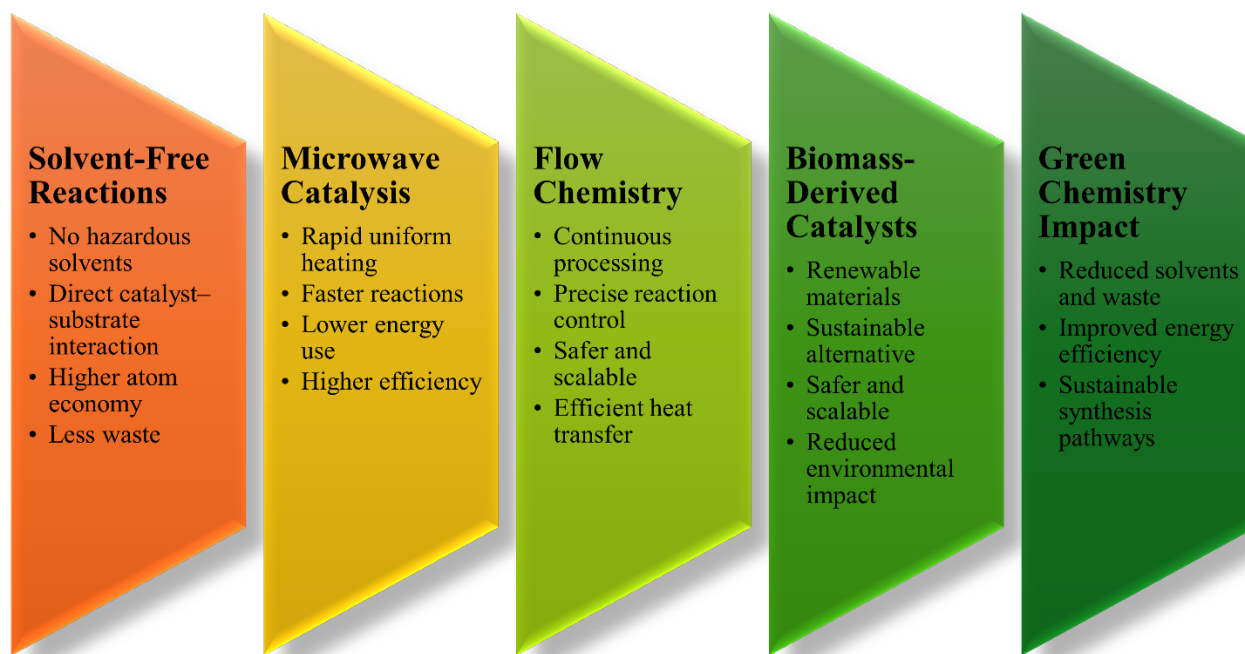 Solvent-Free
Reactions
• No hazardous
solvents
• Direct catalyst–
substrate
interaction
• Higher atom
economy
• Less waste
Microwave
Catalysis
• Rapid uniform
heating
• Faster reactions
• Lower energy
use
• Higher efficiency
Flow
Chemistry
• Continuous
processing
• Precise reaction
control
• Safer and
scalable
• Efficient heat
transfer
Biomass-
Derived
Catalysts
• Renewable
materials
• Sustainable
alternative
• Safer and
scalable
• Reduced
environmental
impact
Green
Chemistry
Impact
• Reduced solvents
and waste
• Improved energy
efficiency
• Sustainable
synthesis
pathways